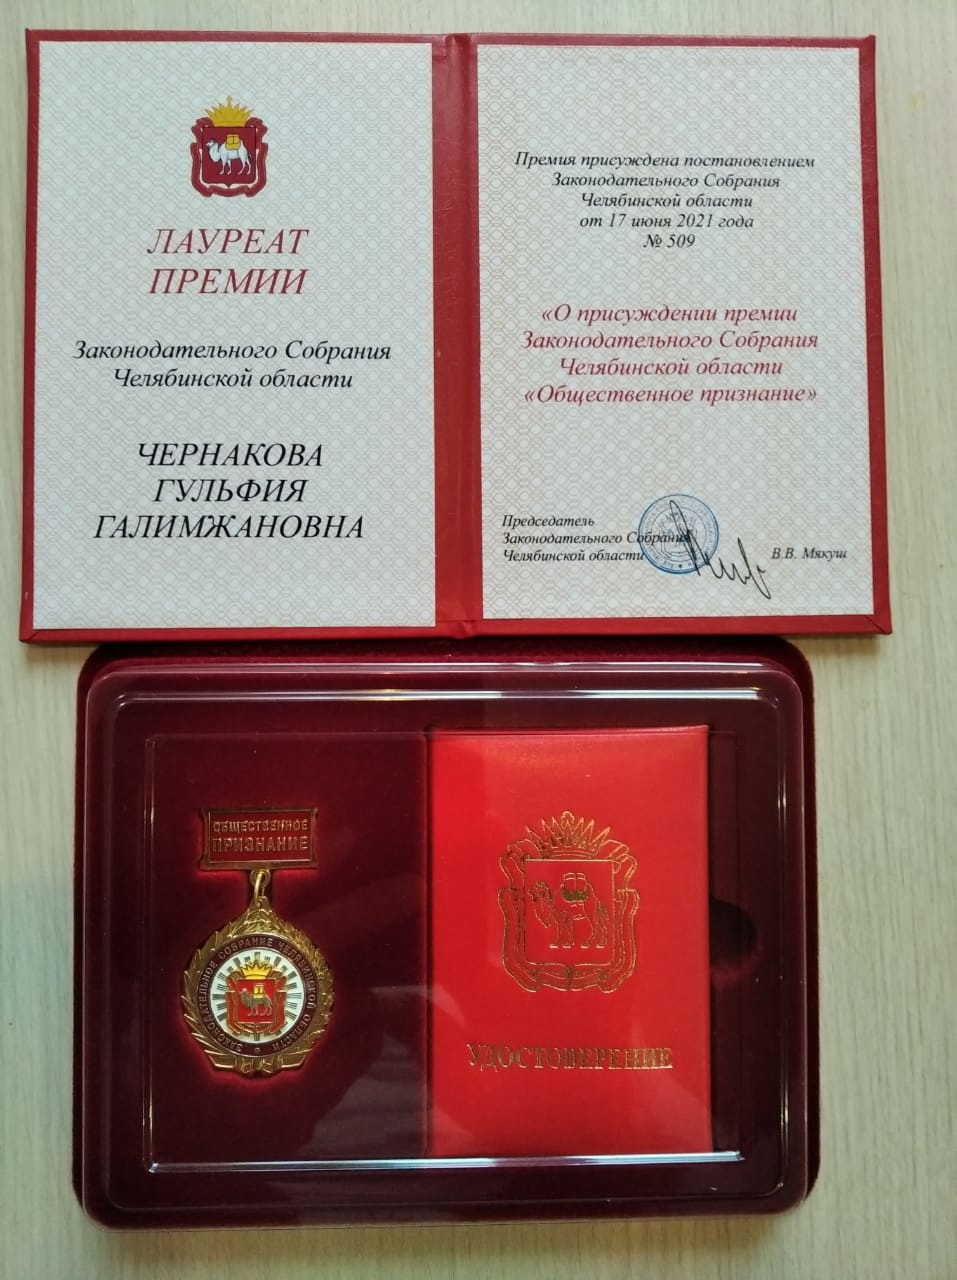 ЛАУРЕАТ
ПРЕМИИ
Законодательного Собрания
Челябинской области
ЧЕРНАКОВА
ГУЛЬФИЯ
ГАЛИМЖАНОВНА
Премия присуждена постановлением
Законодательного Собрания
Челябинской области
от 17 июня 2021 года
№ 509
«О присуждении премии
Законодательного Собрания
Челябинской области
«Общественное признание»
Председатель
Законодательного Собрания
Челябинской области
В.В. Мякуш
ОБЩЕСТВЕННОЕ
ПРИЗНАНИЕ
ЗАКОНОДАТЕЛЬНОЕ СОБРАНИЕ ЧЕЛЯБИНСКОЙ ОБЛАСТИ
УДОСТОВЕРЕНИЕ